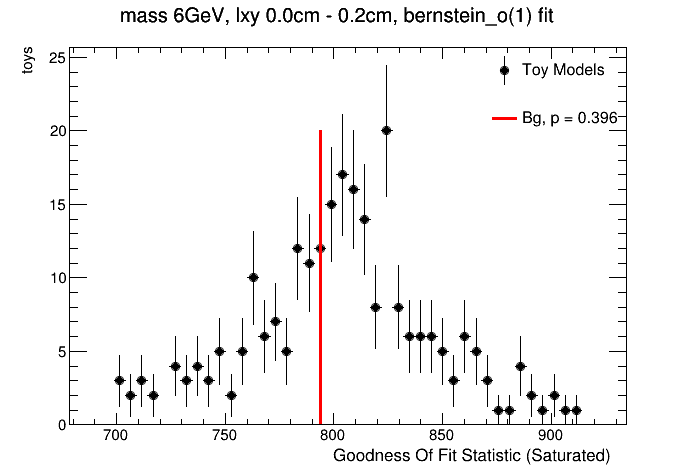 mass 6GeV, lxy 0.0cm - 0.2cm, bernstein_o(1) fit
toys
25
20
15
10
5
0
Toy Models
Bg, p = 0.396
700 750 800 850 900
Goodness Of Fit Statistic (Saturated)